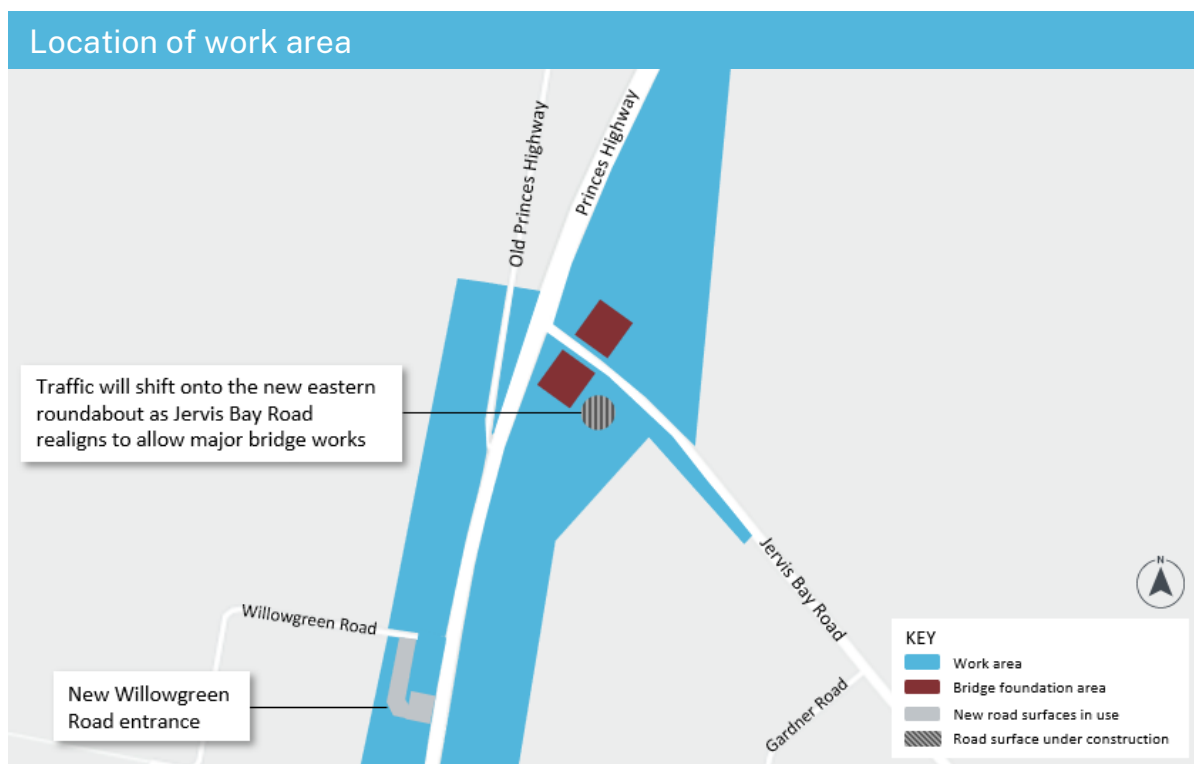 Location of work area
Old Princes Highway
Princes Highway
Traffic will shift onto the new eastern
roundabout as Jervis Bay Road
realigns to allow major bridge works
Jervis Bay Road
Willowgreen Road
New Willowgreen
Road entrance
Gardner Road
N
KEY
Work area
Bridge foundation area
New road surfaces in use
Road surface under construction